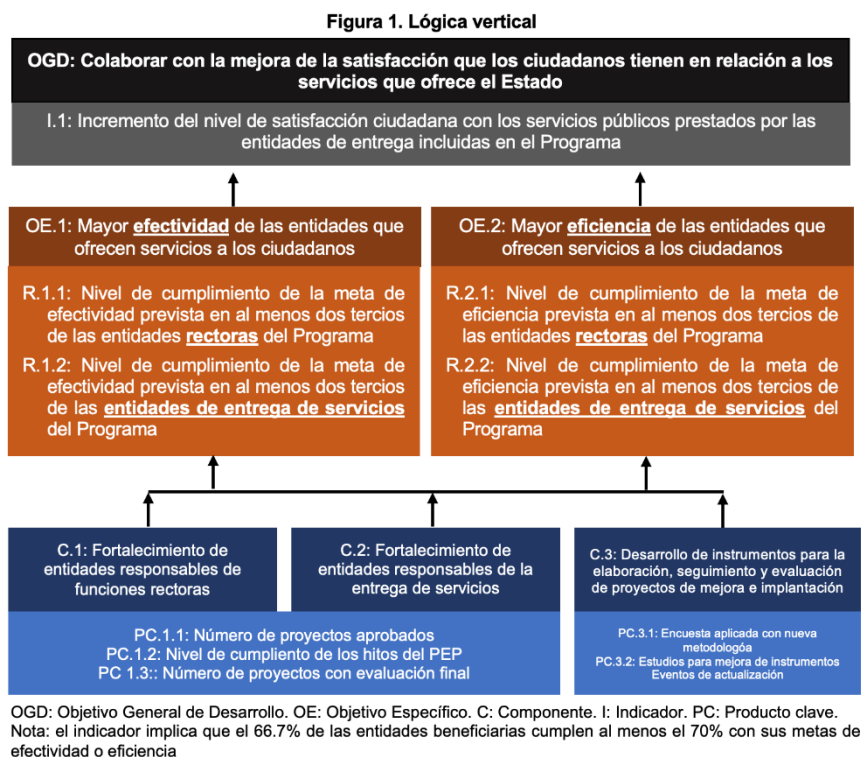 Figura 1. Lógica vertical
OGD: Colaborar con la mejora de la satisfacción que los ciudadanos tienen en relación a los
servicios que ofrece el Estado
I.1: Incremento del nivel de satisfacción ciudadana con los servicios públicos prestados por las
entidades de entrega incluidas en el Programa
OE.1: Mayor efectividad de las entidades que
ofrecen servicios a los ciudadanos
R.1.1: Nivel de cumplimiento de la meta de
efectividad prevista en al menos dos tercios
de las entidades rectoras del Programa
R.1.2: Nivel de cumplimiento de la meta de
efectividad prevista en al menos dos tercios
de las entidades de entrega de servicios
del Programa
OE.2: Mayor eficiencia de las entidades que
ofrecen servicios a los ciudadanos
R.2.1: Nivel de cumplimiento de la meta de
eficiencia prevista en al menos dos tercios de
las entidades rectoras del Programa
R.2.2: Nivel de cumplimiento de la meta de
eficiencia prevista en al menos dos tercios de
las entidades de entrega de servicios del
Programa
C.1: Fortalecimiento de
entidades responsables de
funciones rectoras
C.2: Fortalecimiento de
entidades responsables de la
entrega de servicios
C.3: Desarrollo de instrumentos para la
elaboración, seguimiento y evaluación
de proyectos de mejora e implantación
PC.1.1: Número de proyectos aprobados
PC.1.2: Nivel de cumpliento de los hitos del PEP
PC 1.3:: Número de proyectos con evaluación final
PC.3.1: Encuesta aplicada con nueva
metodologóa
PC.3.2: Estudios para mejora de instrumentos
Eventos de actualización
OGD: Objetivo General de Desarrollo. OE: Objetivo Específico. C: Componente. I: Indicador. PC: Producto clave.
Nota: el indicador implica que el 66.7% de las entidades beneficiarias cumplen al menos el 70% con sus metas de
efectividad o eficiencia